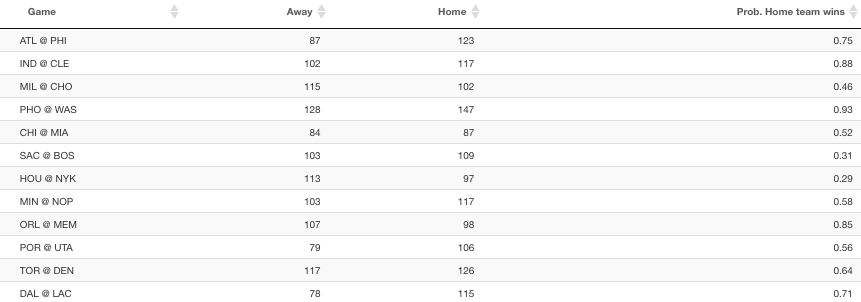 Game Away Home Prob. Home team wins
ATL @ PHI 87 123 0.75
IND @ CLE 102 117 0.88
MIL @ CHO 115 102 0.46
PHO @ WAS 128 147 0.93
CHI @ MIA 84 87 0.52
SAC @ BOS 103 109 0.31
HOU @ NYK 113 97 0.29
MIN @ NOP 103 117 0.58
ORL @ MEM 107 98 0.85
POR @ UTA 79 106 0.56
TOR @ DEN 117 126 0.64
DAL @ LAC 78 115 0.71